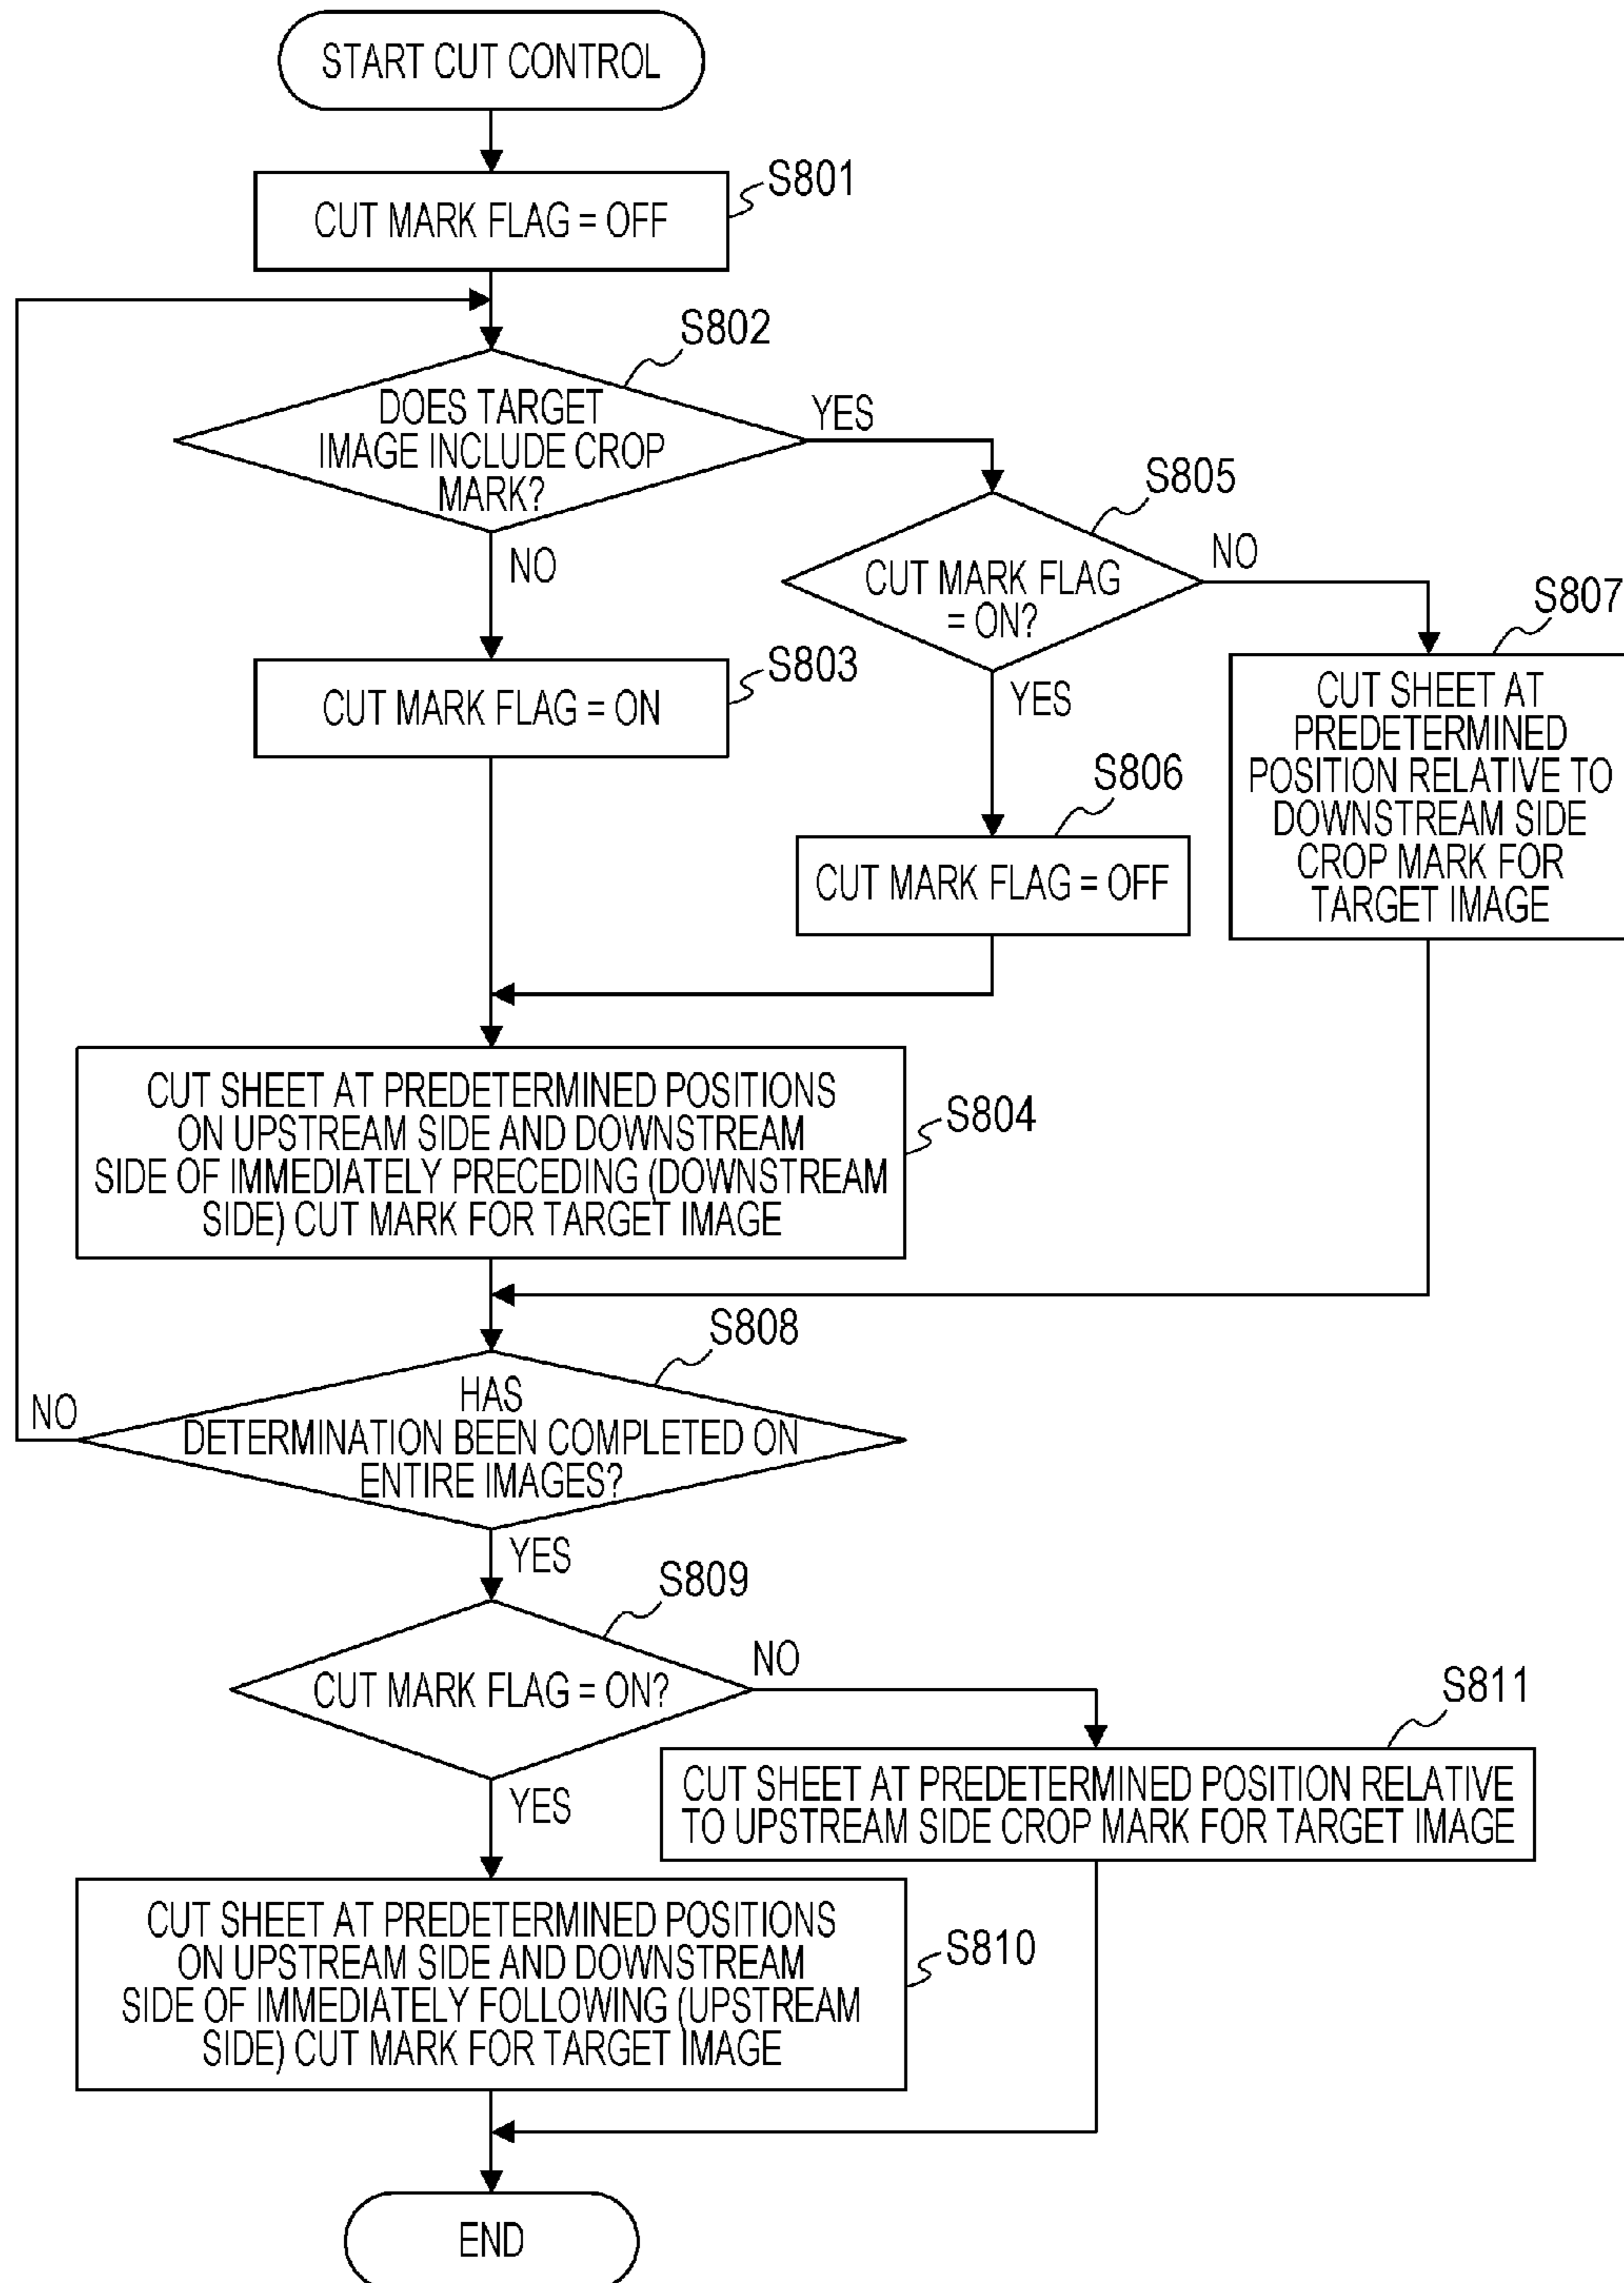 START CUT CONTROL
S801
CUT MARK FLAG = OFF
S802
DOES TARGET
IMAGE INCLUDE CROP
MARK?
YES
NO
S805
CUT MARK FLAG
= ON?
NO
YES
S803
CUT MARK FLAG = ON
S807
CUT SHEET AT
PREDETERMINED
POSITION RELATIVE TO
DOWNSTREAM SIDE
CROP MARK FOR
TARGET IMAGE
S806
CUT MARK FLAG = OFF
CUT SHEET AT PREDETERMINED POSITIONS
ON UPSTREAM SIDE AND DOWNSTREAM
SIDE OF IMMEDIATELY PRECEDING (DOWNSTREAM
SIDE) CUT MARK FOR TARGET IMAGE
S804
S808
HAS
DETERMINATION BEEN COMPLETED ON
ENTIRE IMAGES?
NO
YES
S809
CUT MARK FLAG = ON?
NO
YES
S811
CUT SHEET AT PREDETERMINED POSITION RELATIVE
TO UPSTREAM SIDE CROP MARK FOR TARGET IMAGE
CUT SHEET AT PREDETERMINED POSITIONS
ON UPSTREAM SIDE AND DOWNSTREAM
SIDE OF IMMEDIATELY FOLLOWING (UPSTREAM
SIDE) CUT MARK FOR TARGET IMAGE
S810
END